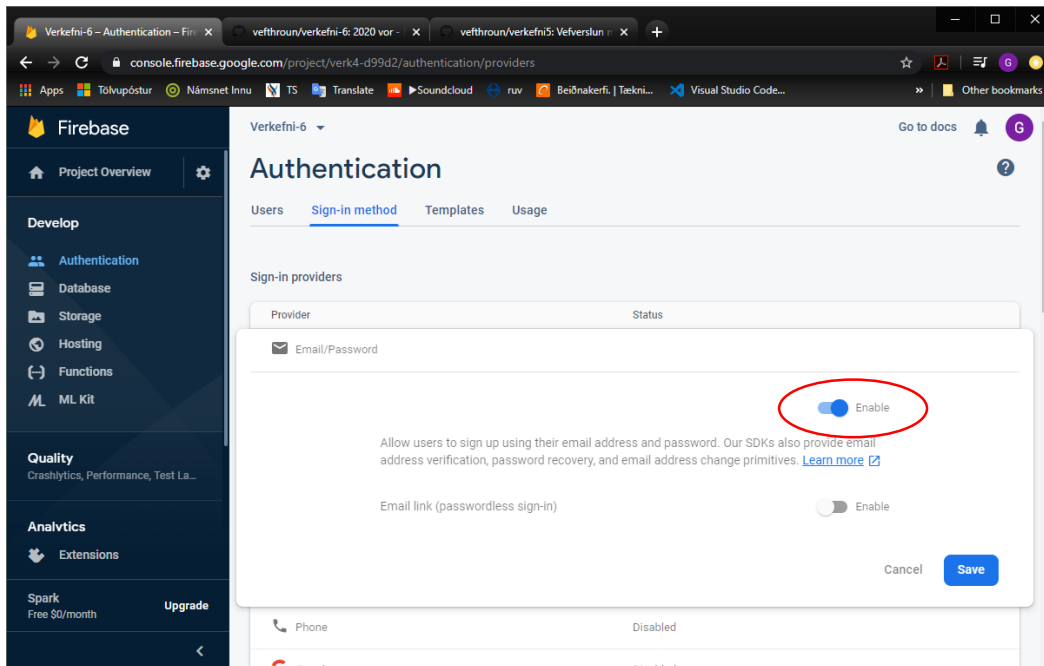 Verkefni-6 – Authentication – Fire
vefthroun/verkefni-6: 2020 vor -
vefthroun/verkefni5: Vefverslun
console.firebase.google.com/project/verk4-d99d2/authentication/providers
G
Apps
Tölvupóstur
Námsnet Innu
TS
Translate
▶Soundcloud
ruv
Beiðnakerfi. | Tækni...
Visual Studio Code...
»
Other bookmarks
Firebase
Verkefni-6
Go to docs
G
Project Overview
Authentication
?
Users
Sign-in method
Templates
Usage
Develop
Authentication
Database
Storage
Hosting
Functions
ML Kit
Quality
Crashlytics, Performance, Test La...
Analytics
Extensions
Spark
Free $0/month
Upgrade
Sign-in providers
Provider
Status
Email/Password
Enable
Allow users to sign up using their email address and password. Our SDKs also provide email
address verification, password recovery, and email address change primitives. Learn more
Email link (passwordless sign-in)
Enable
Cancel
Save
Phone
Disabled